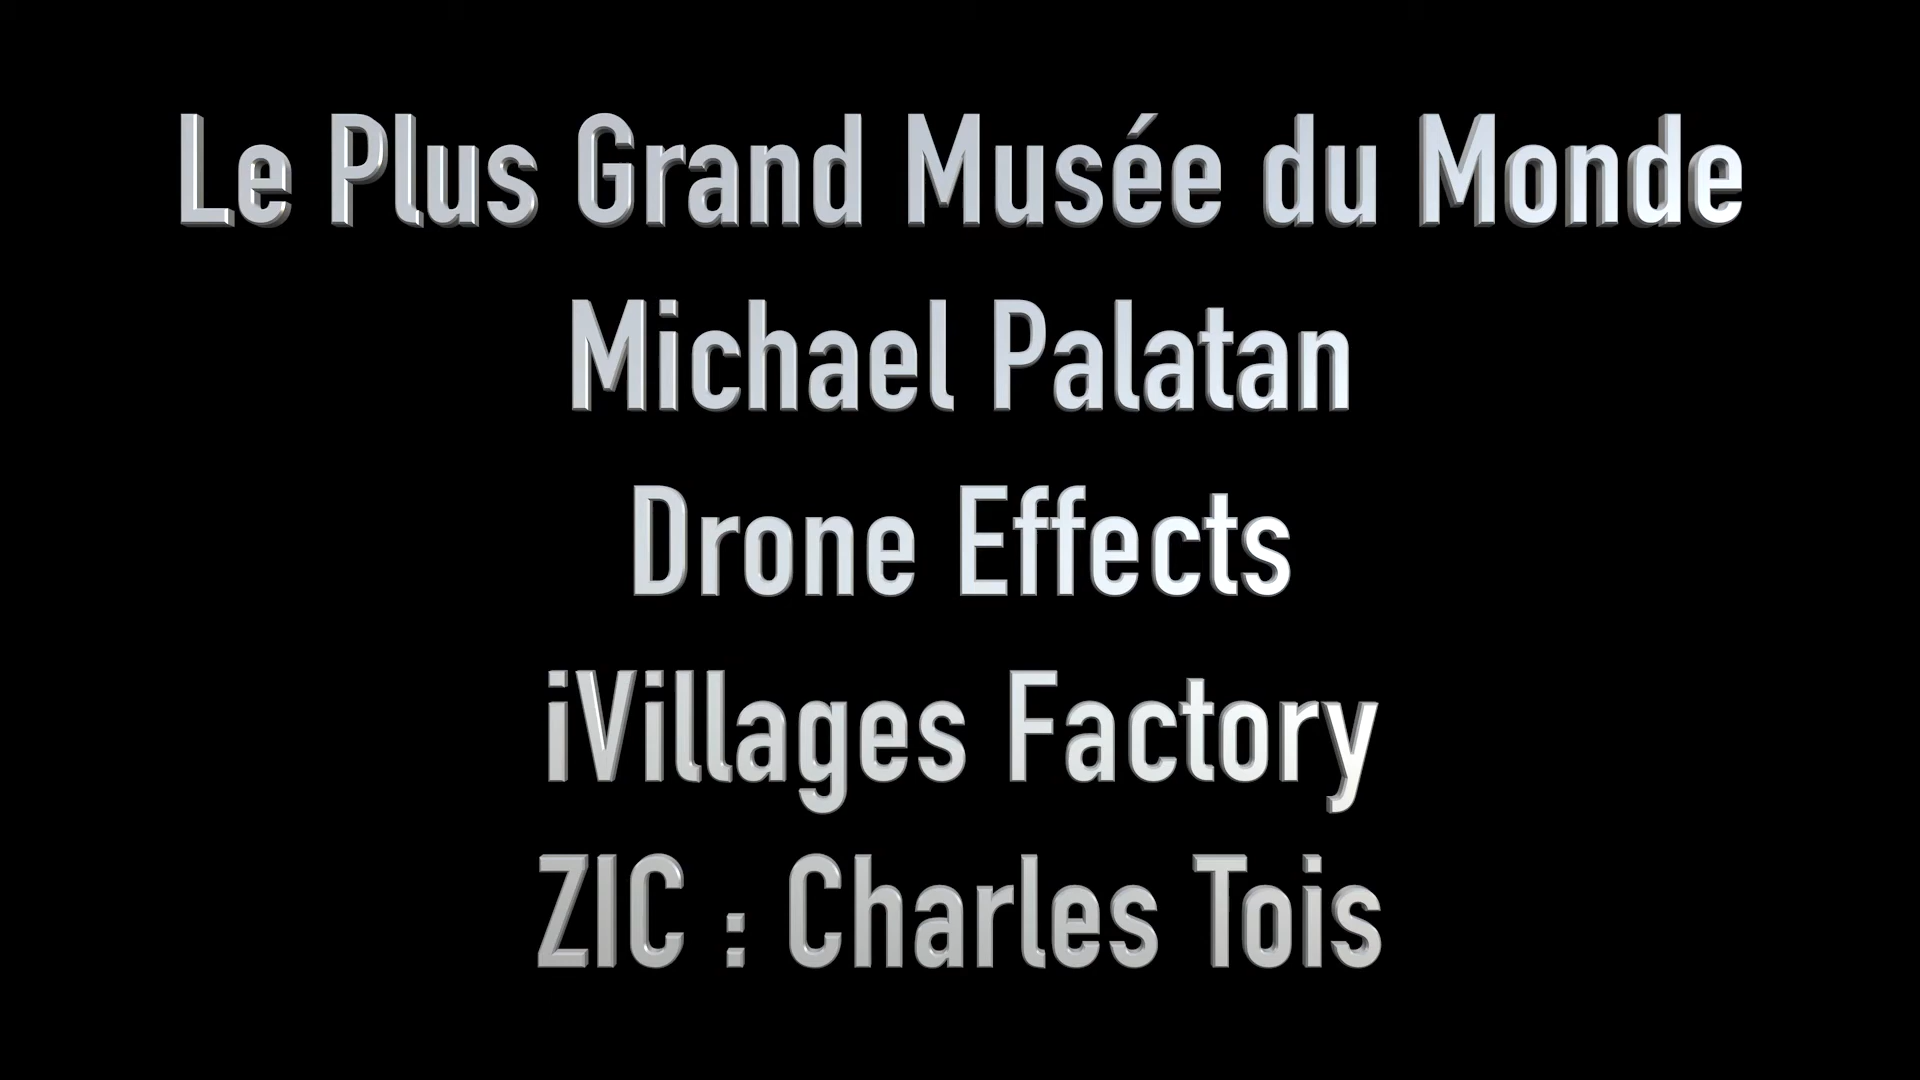 Le Plus Grand Musée du Monde
Michael Palatan
Drone Effects
iVillages Factory
ZIC : Charles Tois